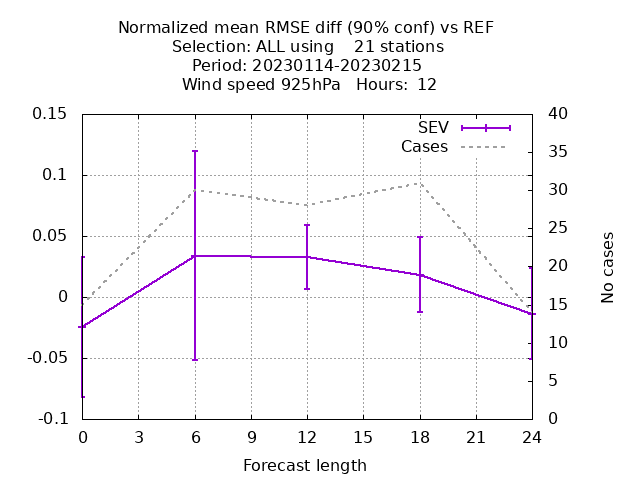 Normalized mean RMSE diff (90% conf) vs REF
Selection: ALL using    21 stations
Period: 20230114-20230215
Wind speed 925hPa   Hours:  12
SEV
Cases
0.15
0.1
0.05
0
-0.05
-0.1
40
35
30
25
20
15
10
5
0
No cases
0 3 6 9 12 15 18 21 24
Forecast length